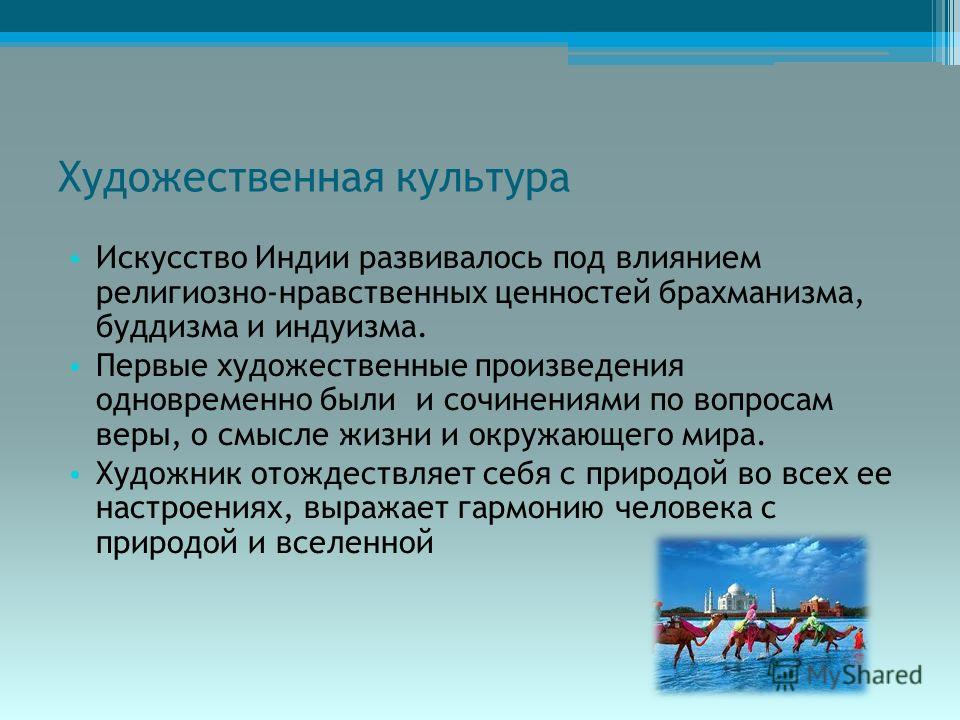 Художественная культура
• Искусство Индии развивалось под влиянием
религиозно-нравственных ценностей брахманизма,
буддизма и индуизма.
• Первые художественные произведения
одновременно были и сочинениями по вопросам
веры, о смысле жизни и окружающего мира.
• Художник отождествляет себя с природой во всех ее
настроениях, выражает гармонию человека с
природой и вселенной
MyShared